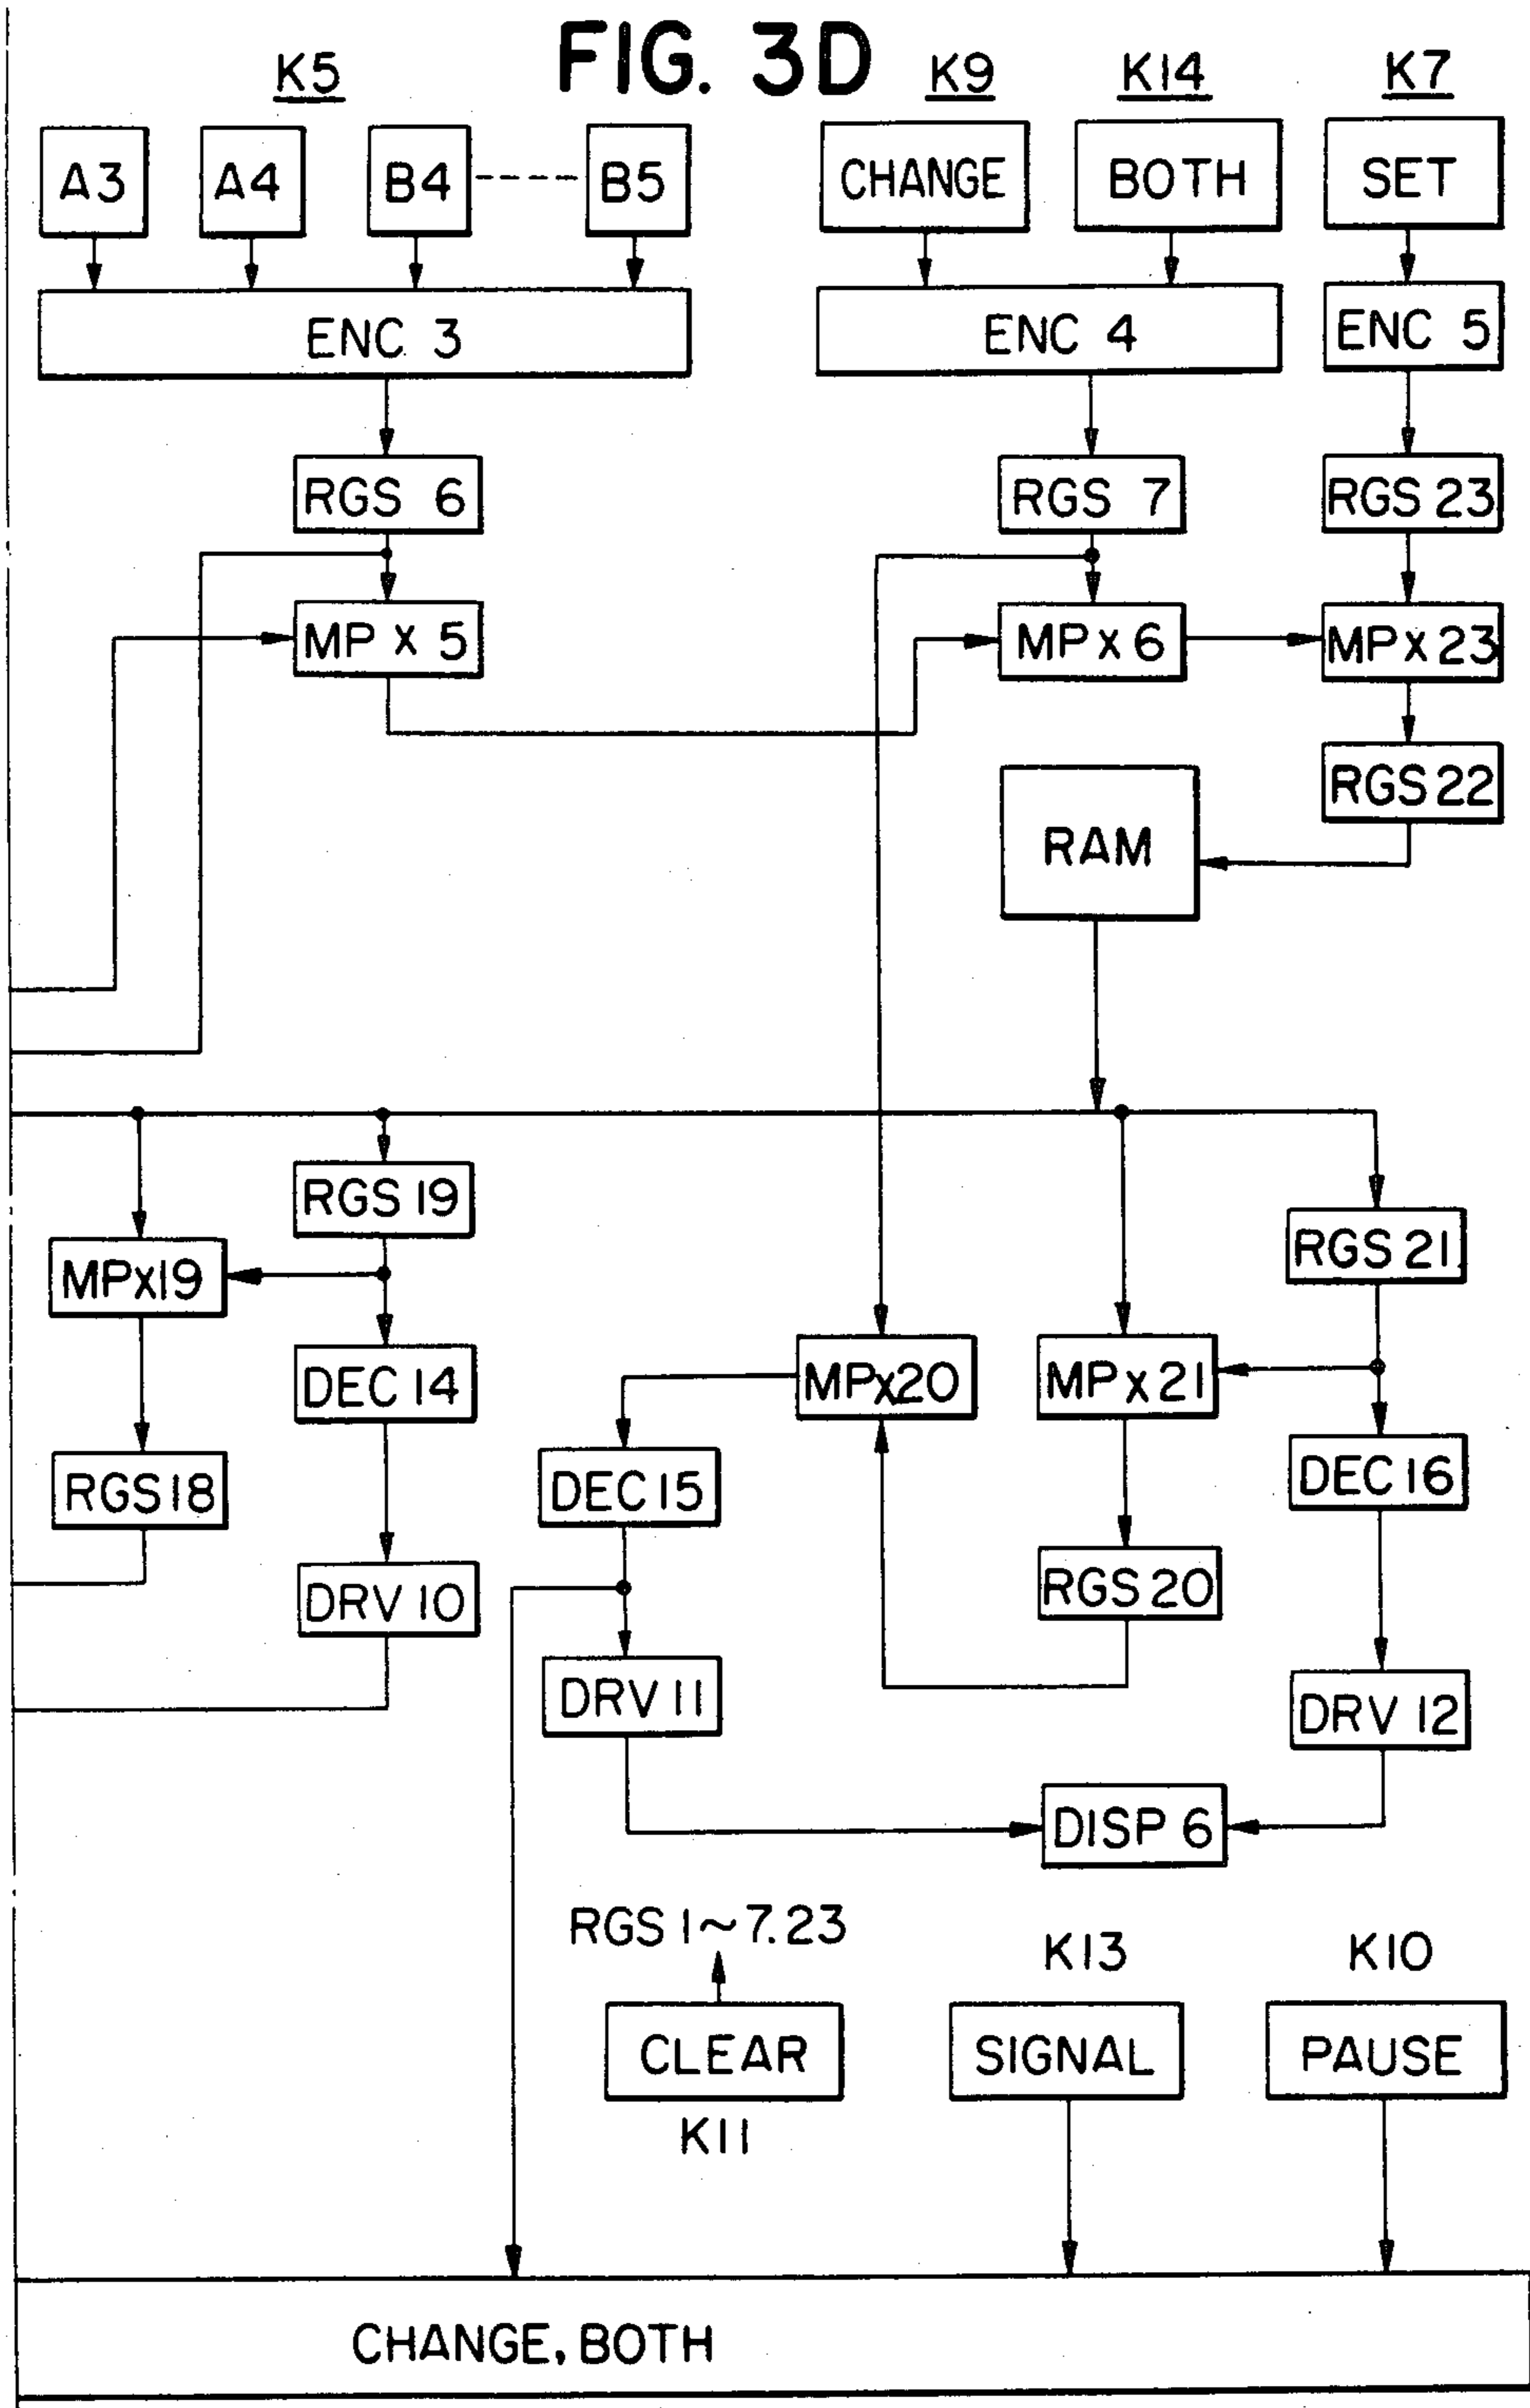 FIG. 3D
K5
K9
K14
K7
A3
A4
B4
B5
CHANGE
BOTH
SET
ENC 3
ENC 4
ENC 5
RGS 6
RGS 7
RGS 23
MP X 5
MP X 6
MP X 23
RGS 22
RAM
RGS 19
RGS 21
MPX19
DEC 14
MPX20
MP X 21
RGS 18
DEC 15
DEC 16
DRV 10
RGS 20
DRV 11
DRV 12
DISP 6
RGS 1~7.23
K13
K10
CLEAR
SIGNAL
PAUSE
K11
CHANGE, BOTH